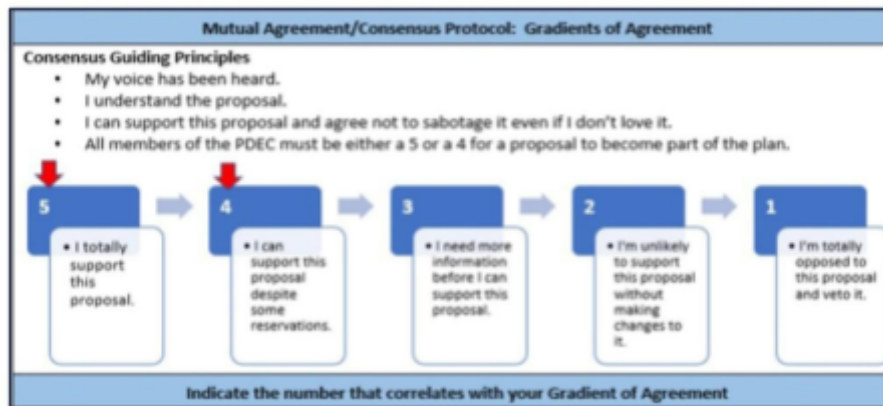 Mutual Agreement/Consensus Protocol: Gradients of Agreement
Consensus Guiding Principles
• My voice has been heard.
• I understand the proposal.
• I can support this proposal and agree not to sabotage it even if I don't love it.
• All members of the PDEC must be either a 5 or a 4 for a proposal to become part of the plan.
5
• I totally
support
this
proposal.
4
• I can
support this
proposal
despite
some
reservations.
3
• I need more
information
before I can
support this
proposal.
2
• I'm unlikely
to support
this proposal
without
making
changes to
it.
1
• I'm totally
opposed to
this proposal
and veto it.
Indicate the number that correlates with your Gradient of Agreement